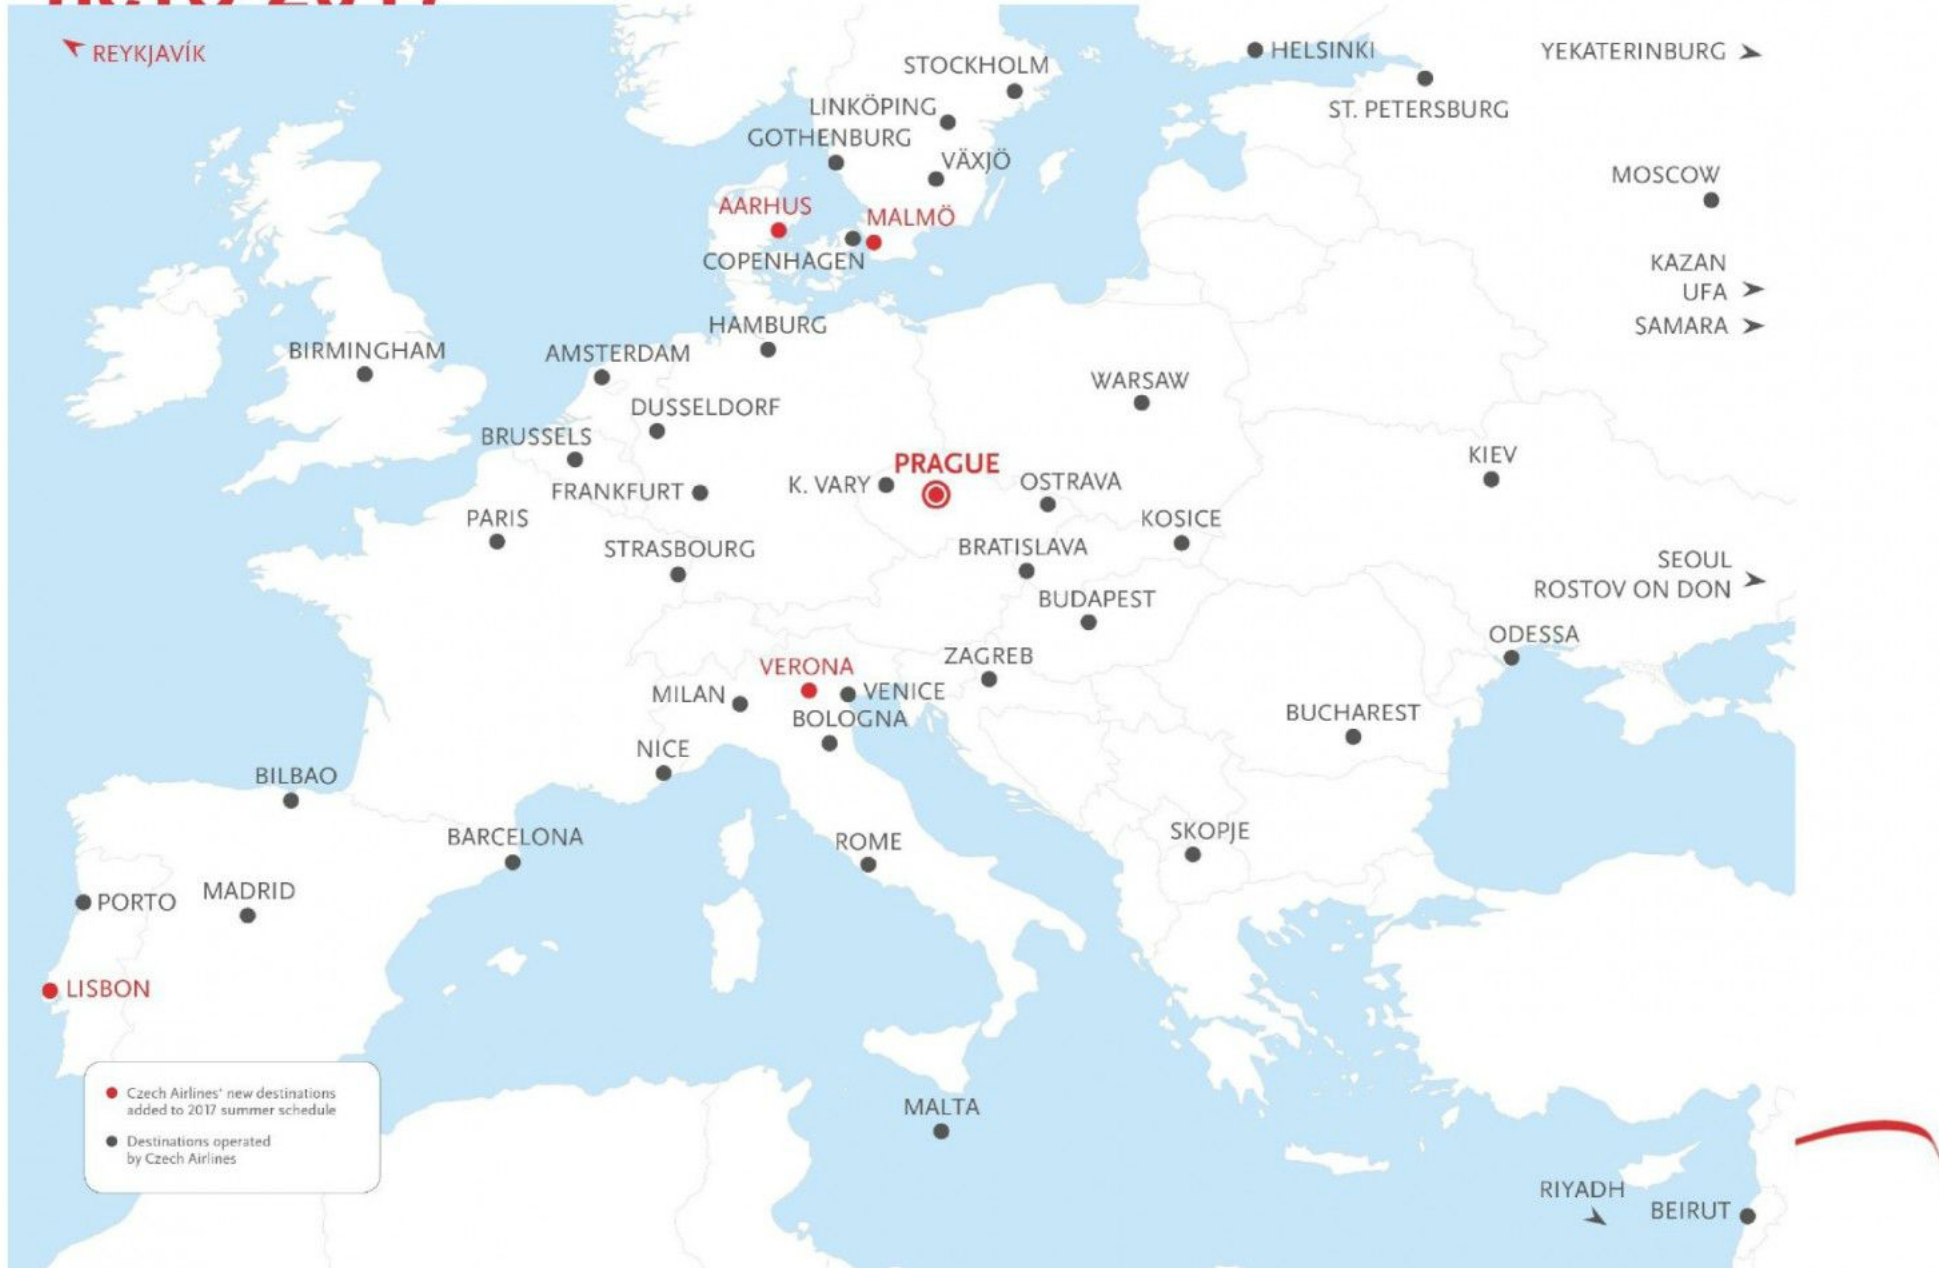 2017
REYKJAVÍK
STOCKHOLM
HELSINKI
YEKATERINBURG
LINKÖPING
ST. PETERSBURG
GOTHENBURG
VÄXJÖ
MOSCOW
AARHUS
MALMÖ
COPENHAGEN
KAZAN
UFA
SAMARA
HAMBURG
BIRMINGHAM
AMSTERDAM
WARSAW
DUSSELDORF
BRUSSELS
KIEV
PRAGUE
K. VARY
OSTRAVA
FRANKFURT
PARIS
KOSICE
STRASBOURG
BRATISLAVA
SEOUL
ROSTOV ON DON
BUDAPEST
ODESSA
ZAGREB
VERONA
MILAN
VENICE
BOLOGNA
BUCHAREST
NICE
BILBAO
BARCELONA
ROME
SKOPJE
PORTO
MADRID
LISBON
Czech Airlines' new destinations
added to 2017 summer schedule
Destinations operated
by Czech Airlines
MALTA
RIYADH
BEIRUT